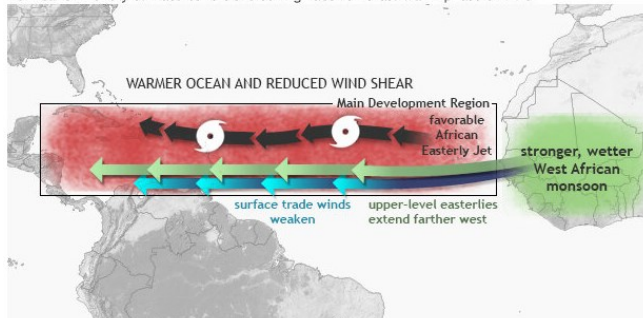 WARMER OCEAN AND REDUCED WIND SHEAR
Main Development Region
favorable
African
Easterly Jet
stronger, wetter
West African
monsoon
surface trade winds
weaken
upper-level easterlies
extend farther west